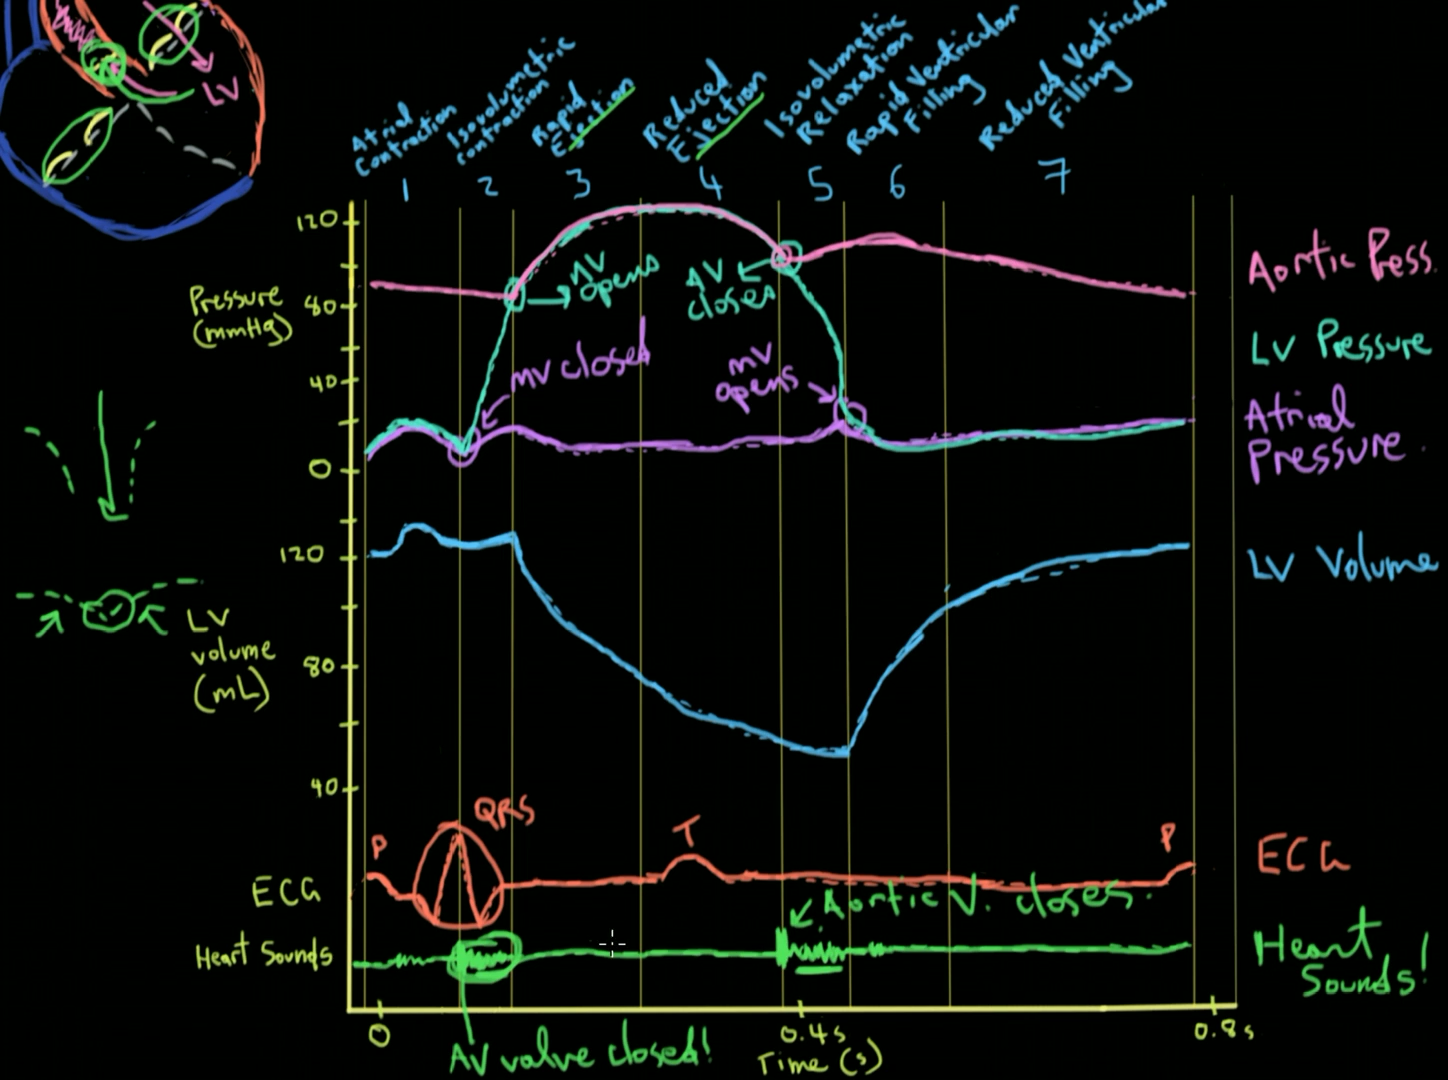 LV
Atrial
Contraction
Isovolumetric
contraction
Rapid
Ejection
Reduced
Ejection
Isovolumetric
Relaxation
Rapid Ventricular
Filling
Reduced Ventricular
Filling
1 2 3 4 5 6 7
120
Pressure
(mmHg)
80
40
0
AV
opens
AV
closes
MV closed
MV
opens
Aortic Press.
LV Pressure
Atrial
Pressure
120
LV
volume
(mL)
80
40
LV Volume
P
QRS
T
P
ECG
ECG
Aortic V. closes.
Heart Sounds
Heart
Sounds!
AV valve closed!
0
0.4s
0.8s
Time (s)